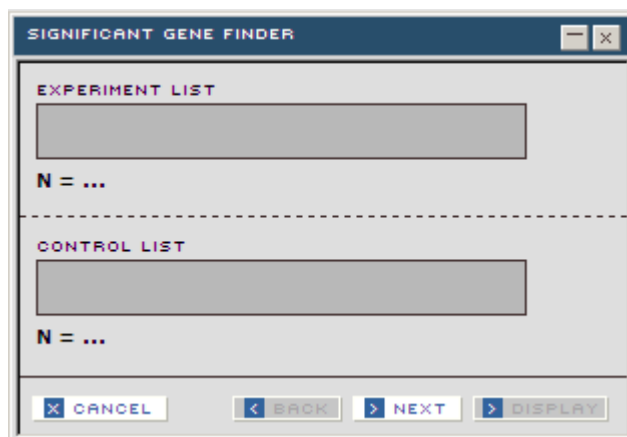 SIGNIFICANT GENE FINDER
EXPERIMENT LIST
N = ...
CONTROL LIST
N = ...
CANCEL BACK NEXT DISPLAY